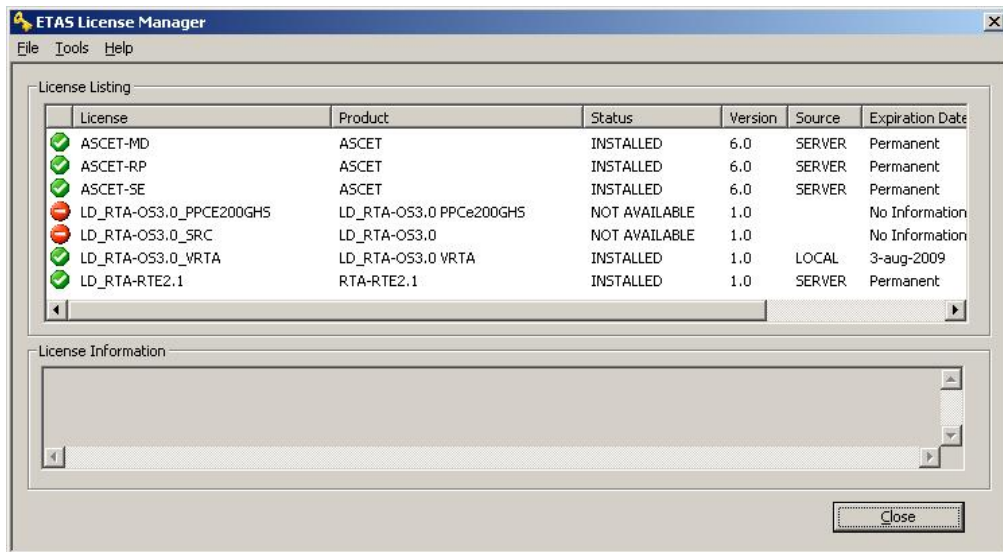 ETAS License Manager
File Tools Help
License Listing
License Product Status Version Source Expiration Date
ASCET-MD ASCET INSTALLED 6.0 SERVER Permanent
ASCET-RP ASCET INSTALLED 6.0 SERVER Permanent
ASCET-SE ASCET INSTALLED 6.0 SERVER Permanent
LD_RTA-OS3.0_PPCE200GHS LD_RTA-OS3.0 PPCe200GHS NOT AVAILABLE 1.0 No Information
LD_RTA-OS3.0_SRC LD_RTA-OS3.0 NOT AVAILABLE 1.0 No Information
LD_RTA-OS3.0_VRTA LD_RTA-OS3.0 VRTA INSTALLED 1.0 LOCAL 3-aug-2009
LD_RTA-RTE2.1 RTA-RTE2.1 INSTALLED 1.0 SERVER Permanent
License Information
Close